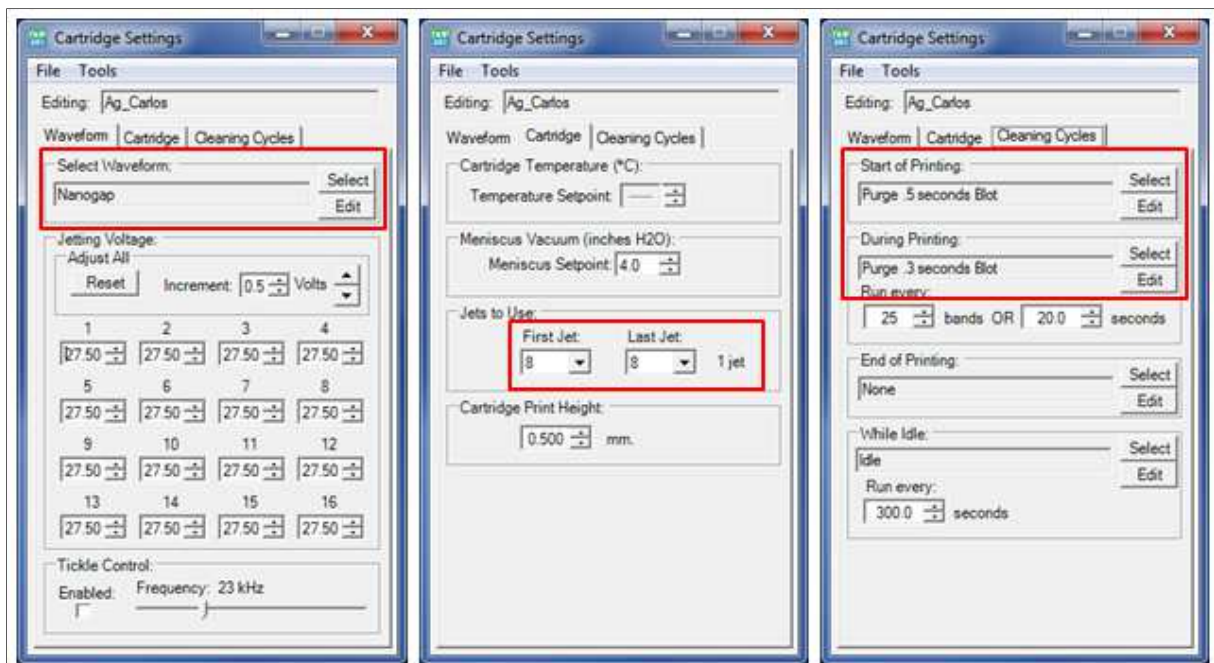 Cartridge Settings
File Tools
Editing: Ag_Carlos
Waveform Cartridge Cleaning Cycles
Select Waveform:
Nanogap
Select
Edit
Jetting Voltage:
Adjust All
Reset Increment: 0.5 Volts
1 2 3 4
27.50 27.50 27.50 27.50
5 6 7 8
27.50 27.50 27.50 27.50
9 10 11 12
27.50 27.50 27.50 27.50
13 14 15 16
27.50 27.50 27.50 27.50
Tickle Control:
Enabled: Frequency: 23 kHz
Cartridge Settings
File Tools
Editing: Ag_Carlos
Waveform Cartridge Cleaning Cycles
Cartridge Temperature (°C):
Temperature Setpoint: ----
Meniscus Vacuum (inches H2O):
Meniscus Setpoint: 4.0
Jets to Use:
First Jet: Last Jet:
8 8 1 jet
Cartridge Print Height:
0.500 mm.
Cartridge Settings
File Tools
Editing: Ag_Carlos
Waveform Cartridge Cleaning Cycles
Start of Printing:
Purge .5 seconds Blot
Select
Edit
During Printing:
Purge .3 seconds Blot
Select
Edit
Run every:
25 bands OR 20.0 seconds
End of Printing:
None
Select
Edit
While Idle:
Idle
Select
Edit
Run every:
300.0 seconds